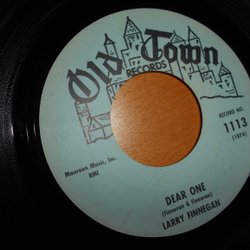 Old Town
RECORDS
RECORD NO.
1113
(1076)
Maureen Music, Inc.
BMI
DEAR ONE
(Finneran & Finneran)
LARRY FINNEGAN